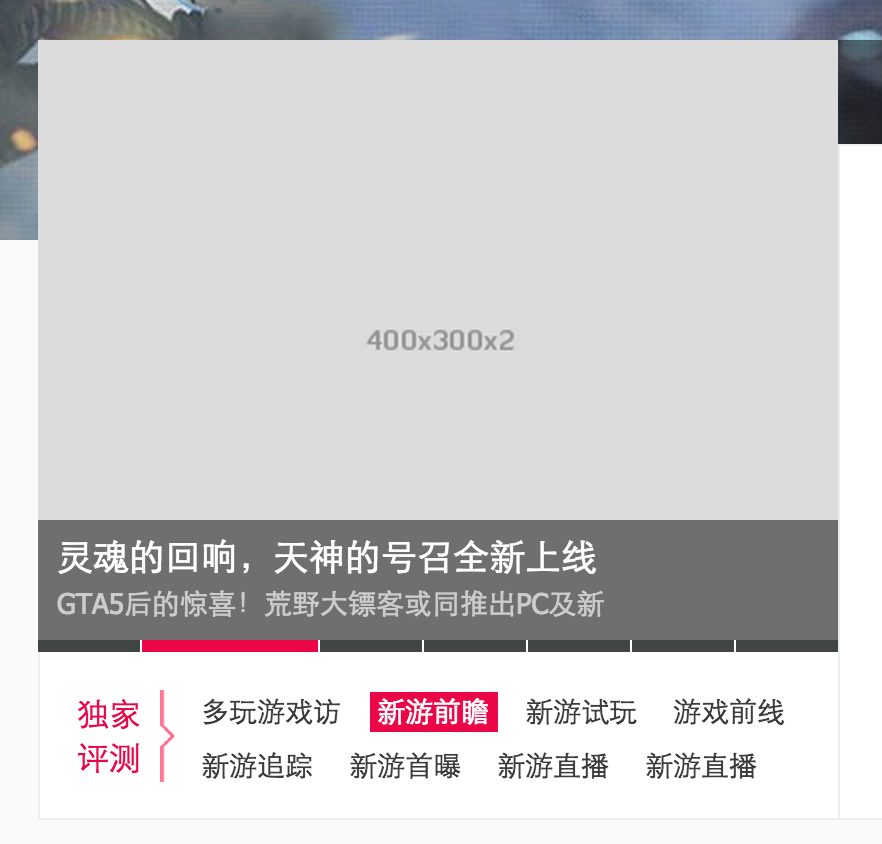 400x300x2
灵魂的回响，天神的号召全新上线
GTA5后的惊喜！荒野大镖客或同推出PC及新
独家
评测
多玩游戏访 新游前瞻 新游试玩 游戏前线
新游追踪 新游首曝 新游直播 新游直播